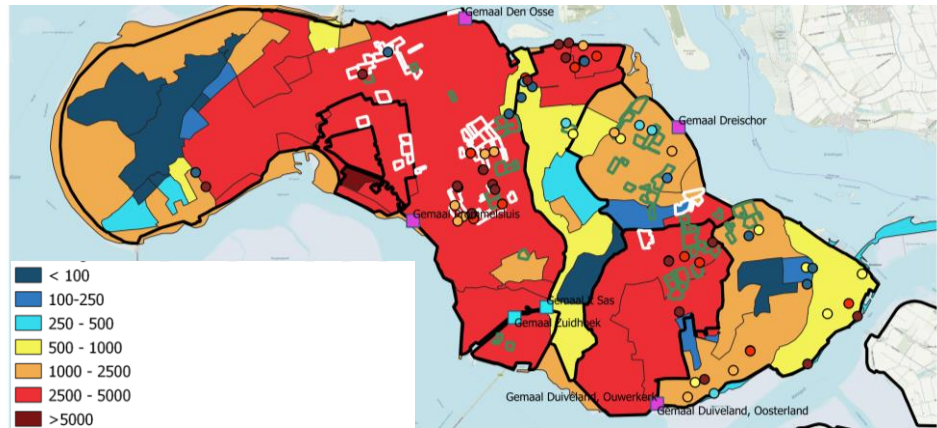 Gemaal Den Osse
Gemaal Dreischor
Gemaal Prommelsluis
Gemaal 't Sas
Gemaal Zuidhoek
Gemaal Duiveland, Ouwerkerk
Gemaal Duiveland, Oosterland
< 100
100-250
250 - 500
500 - 1000
1000 - 2500
2500 - 5000
>5000